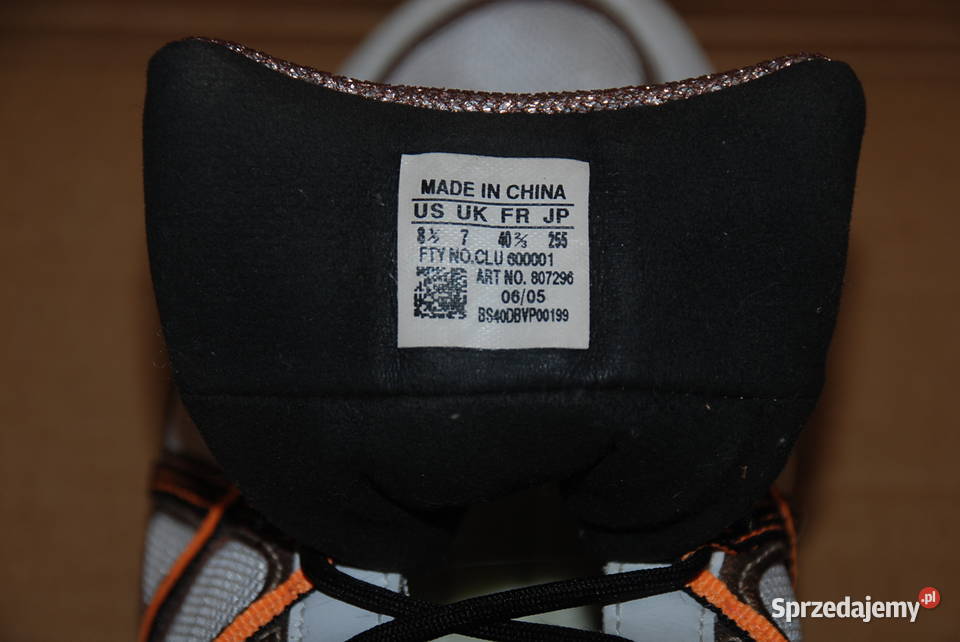 MADE IN CHINA
US UK FR JP
8½ 7 40⅔ 255
FTY NO.CLU 600001
ART NO. 807296
06/05
BS40DBVP00199
Sprzedajemy.pl